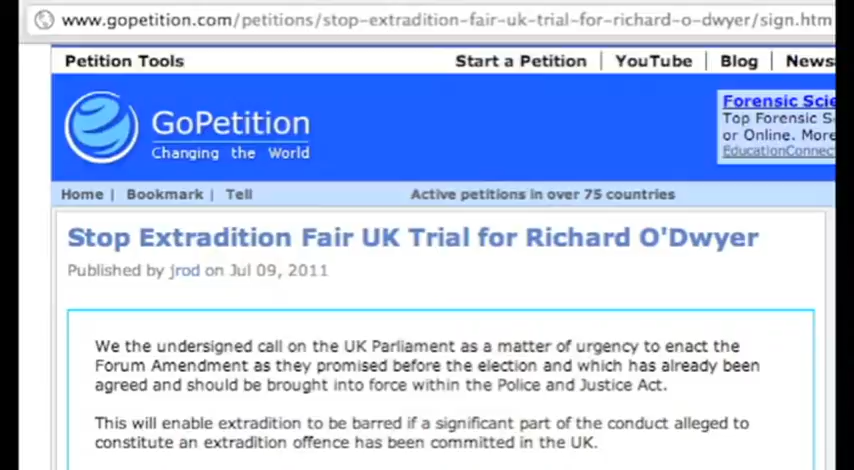 www.gopetition.com/petitions/stop-extradition-fair-uk-trial-for-richard-o-dwyer/sign.htm
Petition Tools Start a Petition | YouTube | Blog | News
GoPetition
Changing the World
Forensic Scie
Top Forensic S
or Online. More
EducationConnec
Home | Bookmark | Tell Active petitions in over 75 countries
Stop Extradition Fair UK Trial for Richard O'Dwyer
Published by jrod on Jul 09, 2011
We the undersigned call on the UK Parliament as a matter of urgency to enact the
Forum Amendment as they promised before the election and which has already been
agreed and should be brought into force within the Police and Justice Act.
This will enable extradition to be barred if a significant part of the conduct alleged to
constitute an extradition offence has been committed in the UK.